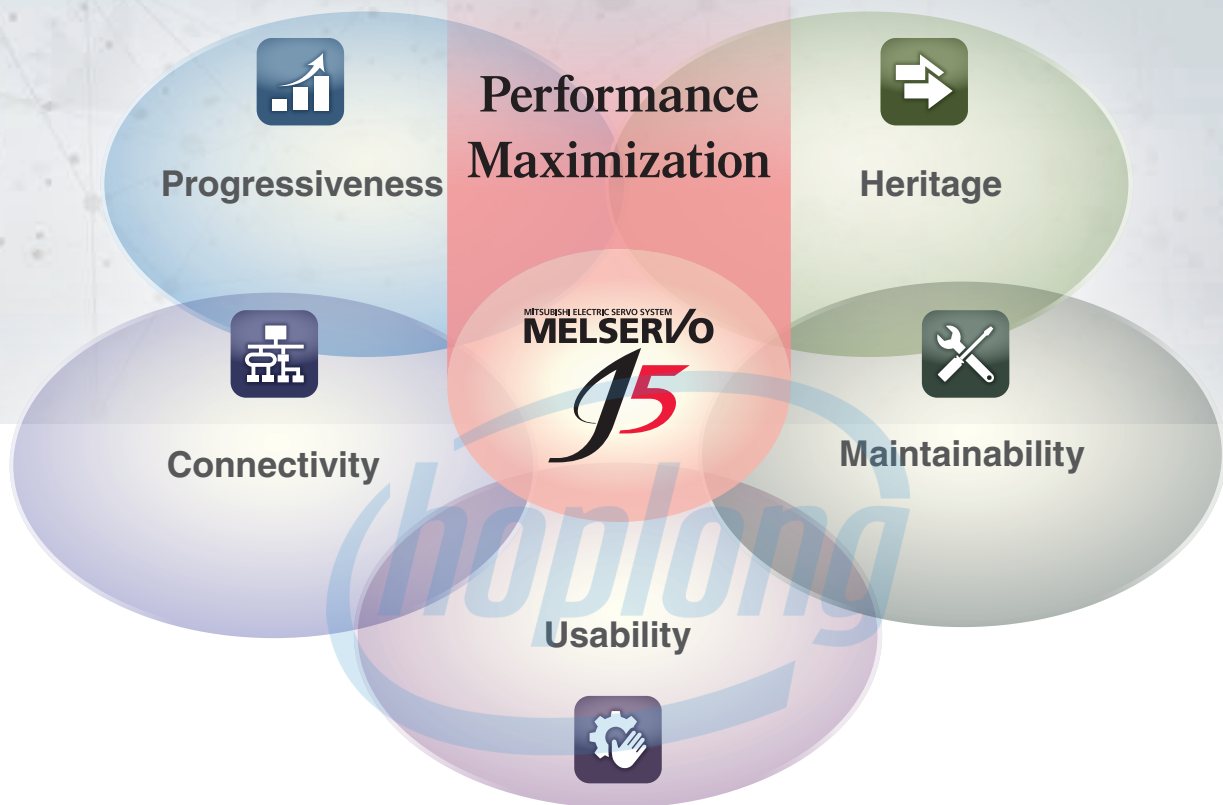 Performance
Maximization
Progressiveness
Heritage
MITSUBISHI ELECTRIC SERVO SYSTEM
MELSERVO
J5
Connectivity
Maintainability
hoplong
Usability